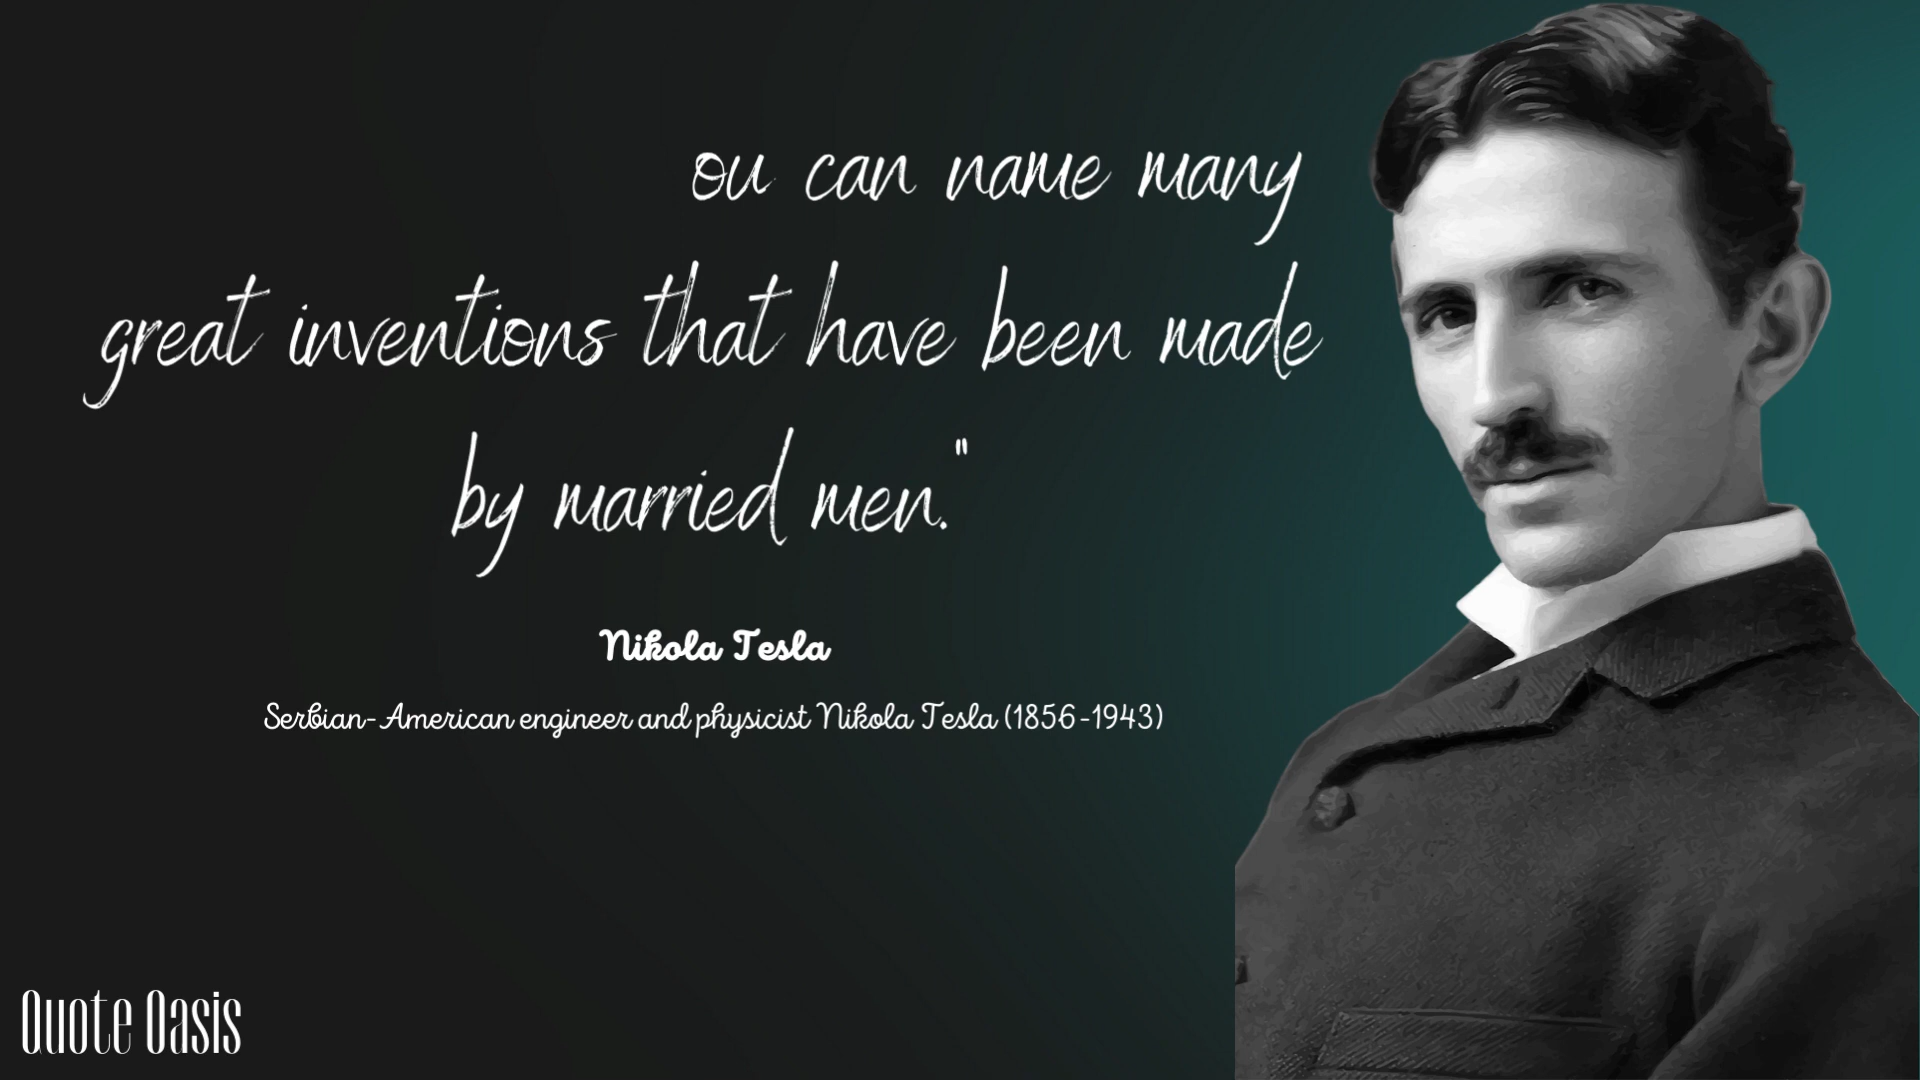 ou can name many
great inventions that have been made
by married men."
Nikola Tesla
Serbian-American engineer and physicist Nikola Tesla (1856-1943)
Quote Oasis